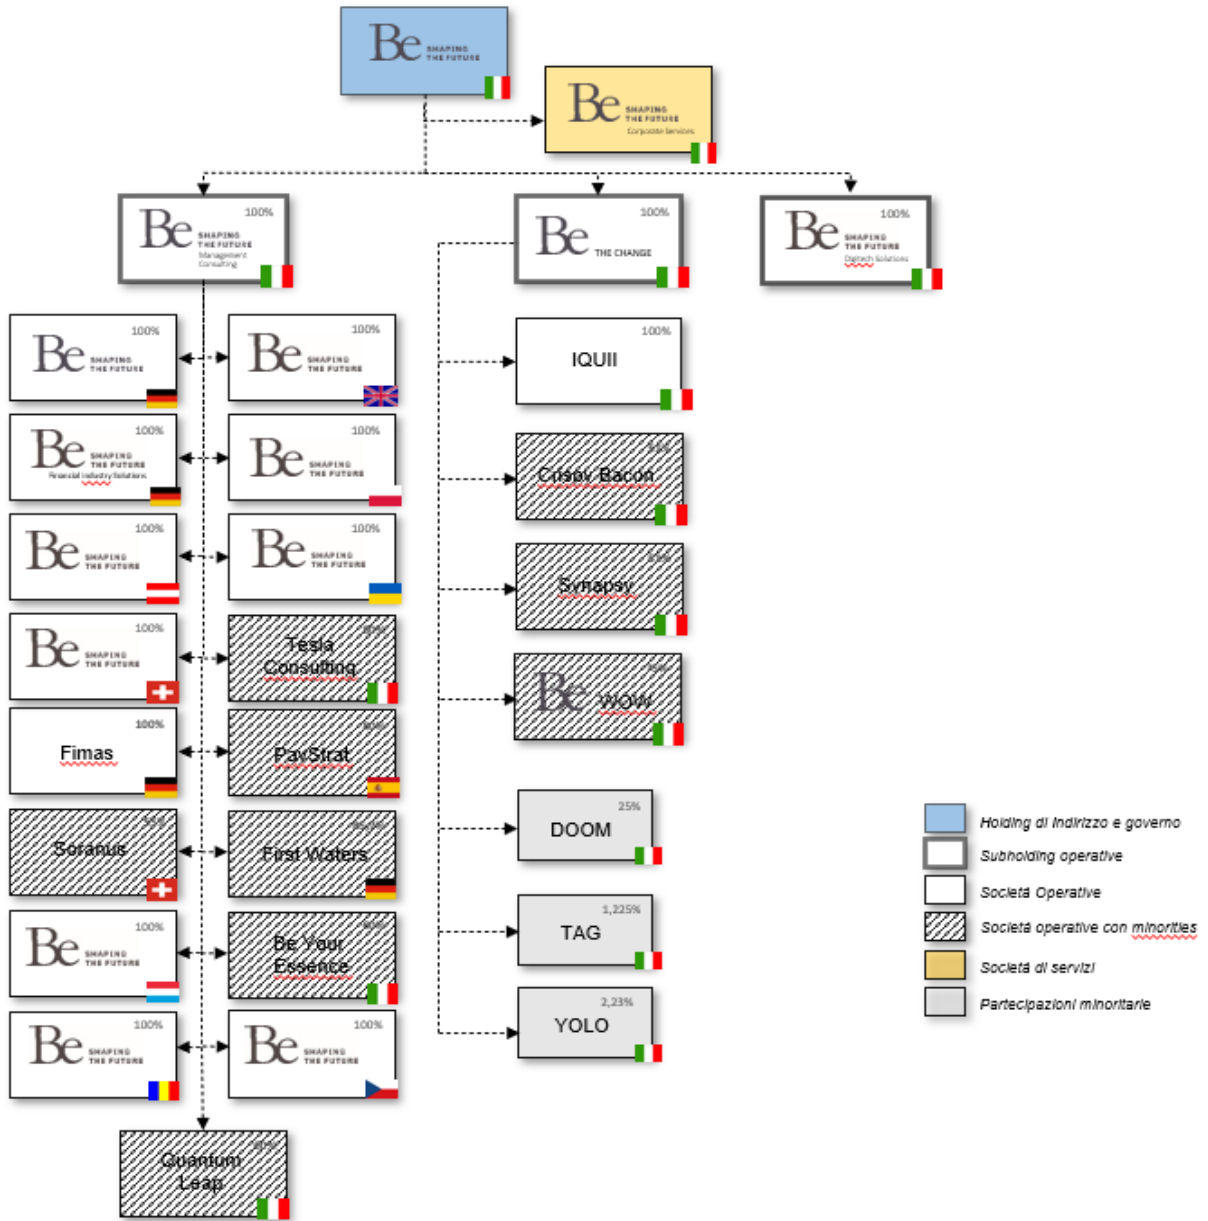 Be SHAPING
THE FUTURE
Be SHAPING
THE FUTURE
Corporate Services
100%
Be SHAPING
THE FUTURE
Management
Consulting
100%
Be THE CHANGE
100%
Be SHAPING
THE FUTURE
Digitech Solutions
100%
Be SHAPING
THE FUTURE
100%
Be SHAPING
THE FUTURE
100%
Be SHAPING
THE FUTURE
Financial Industry Solutions
100%
Be SHAPING
THE FUTURE
100%
Be SHAPING
THE FUTURE
100%
Be SHAPING
THE FUTURE
100%
Be SHAPING
THE FUTURE
Tesla
Consulting
100%
Fimas
PayStrat
Soranus
First Waters
100%
Be SHAPING
THE FUTURE
Be Your
Essence
100%
Be SHAPING
THE FUTURE
100%
Be SHAPING
THE FUTURE
Quantum
Leap
100%
IQUII
Crispy Bacon
Synapsy
Be WOW
25%
DOOM
1,225%
TAG
2,23%
YOLO
Holding di Indirizzo e governo
Subholding operative
Società Operative
Società operative con minorities
Società di servizi
Partecipazioni minoritarie